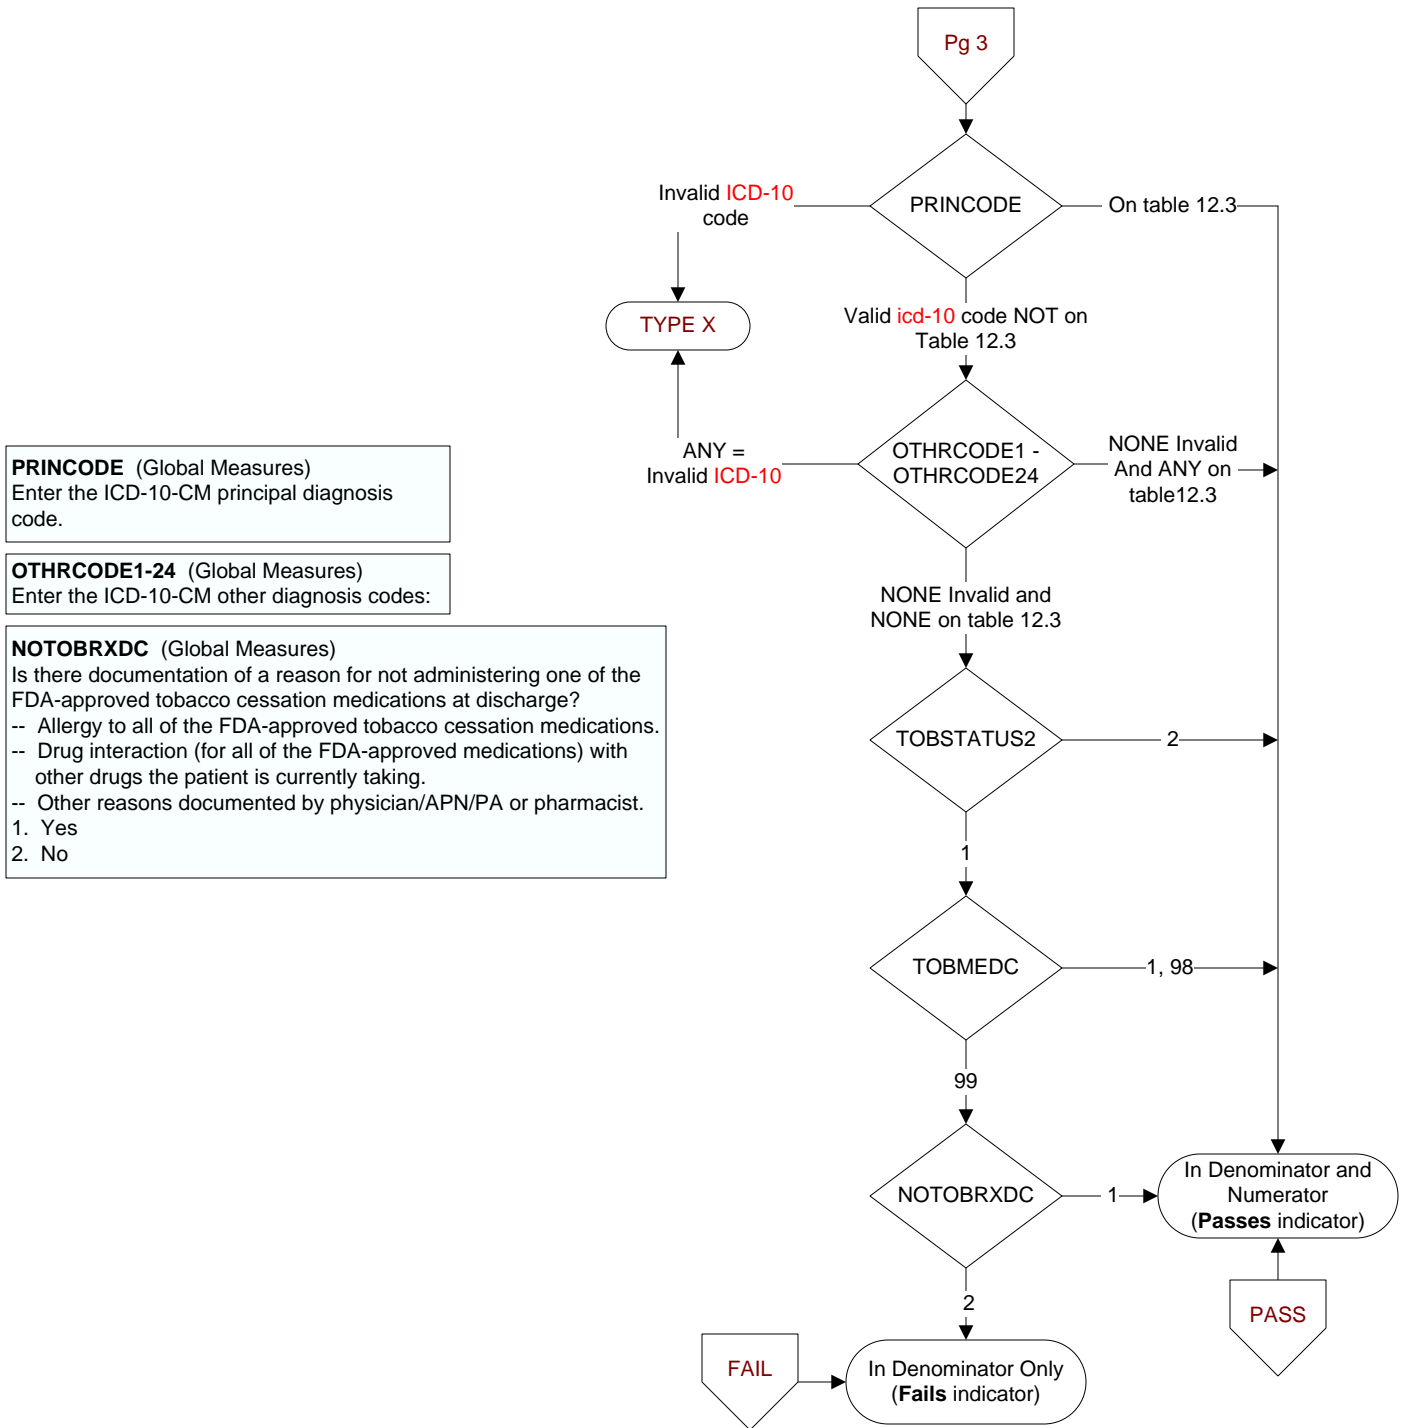 Pg 3
PRINCODE
Invalid ICD-10
code
On table 12.3
TYPE X
Valid icd-10 code NOT on
Table 12.3
OTHRCODE1 -
OTHRCODE24
ANY =
Invalid ICD-10
NONE Invalid
And ANY on
table12.3
PRINCODE (Global Measures)
Enter the ICD-10-CM principal diagnosis
code.
OTHRCODE1-24 (Global Measures)
Enter the ICD-10-CM other diagnosis codes:
NOTOBRXDC (Global Measures)
Is there documentation of a reason for not administering one of the
FDA-approved tobacco cessation medications at discharge?
-- Allergy to all of the FDA-approved tobacco cessation medications.
-- Drug interaction (for all of the FDA-approved medications) with
other drugs the patient is currently taking.
-- Other reasons documented by physician/APN/PA or pharmacist.
1. Yes
2. No
NONE Invalid and
NONE on table 12.3
TOBSTATUS2
2
1
TOBMEDC
1, 98
99
NOTOBRXDC
1
In Denominator and
Numerator
(Passes indicator)
2
PASS
FAIL
In Denominator Only
(Fails indicator)